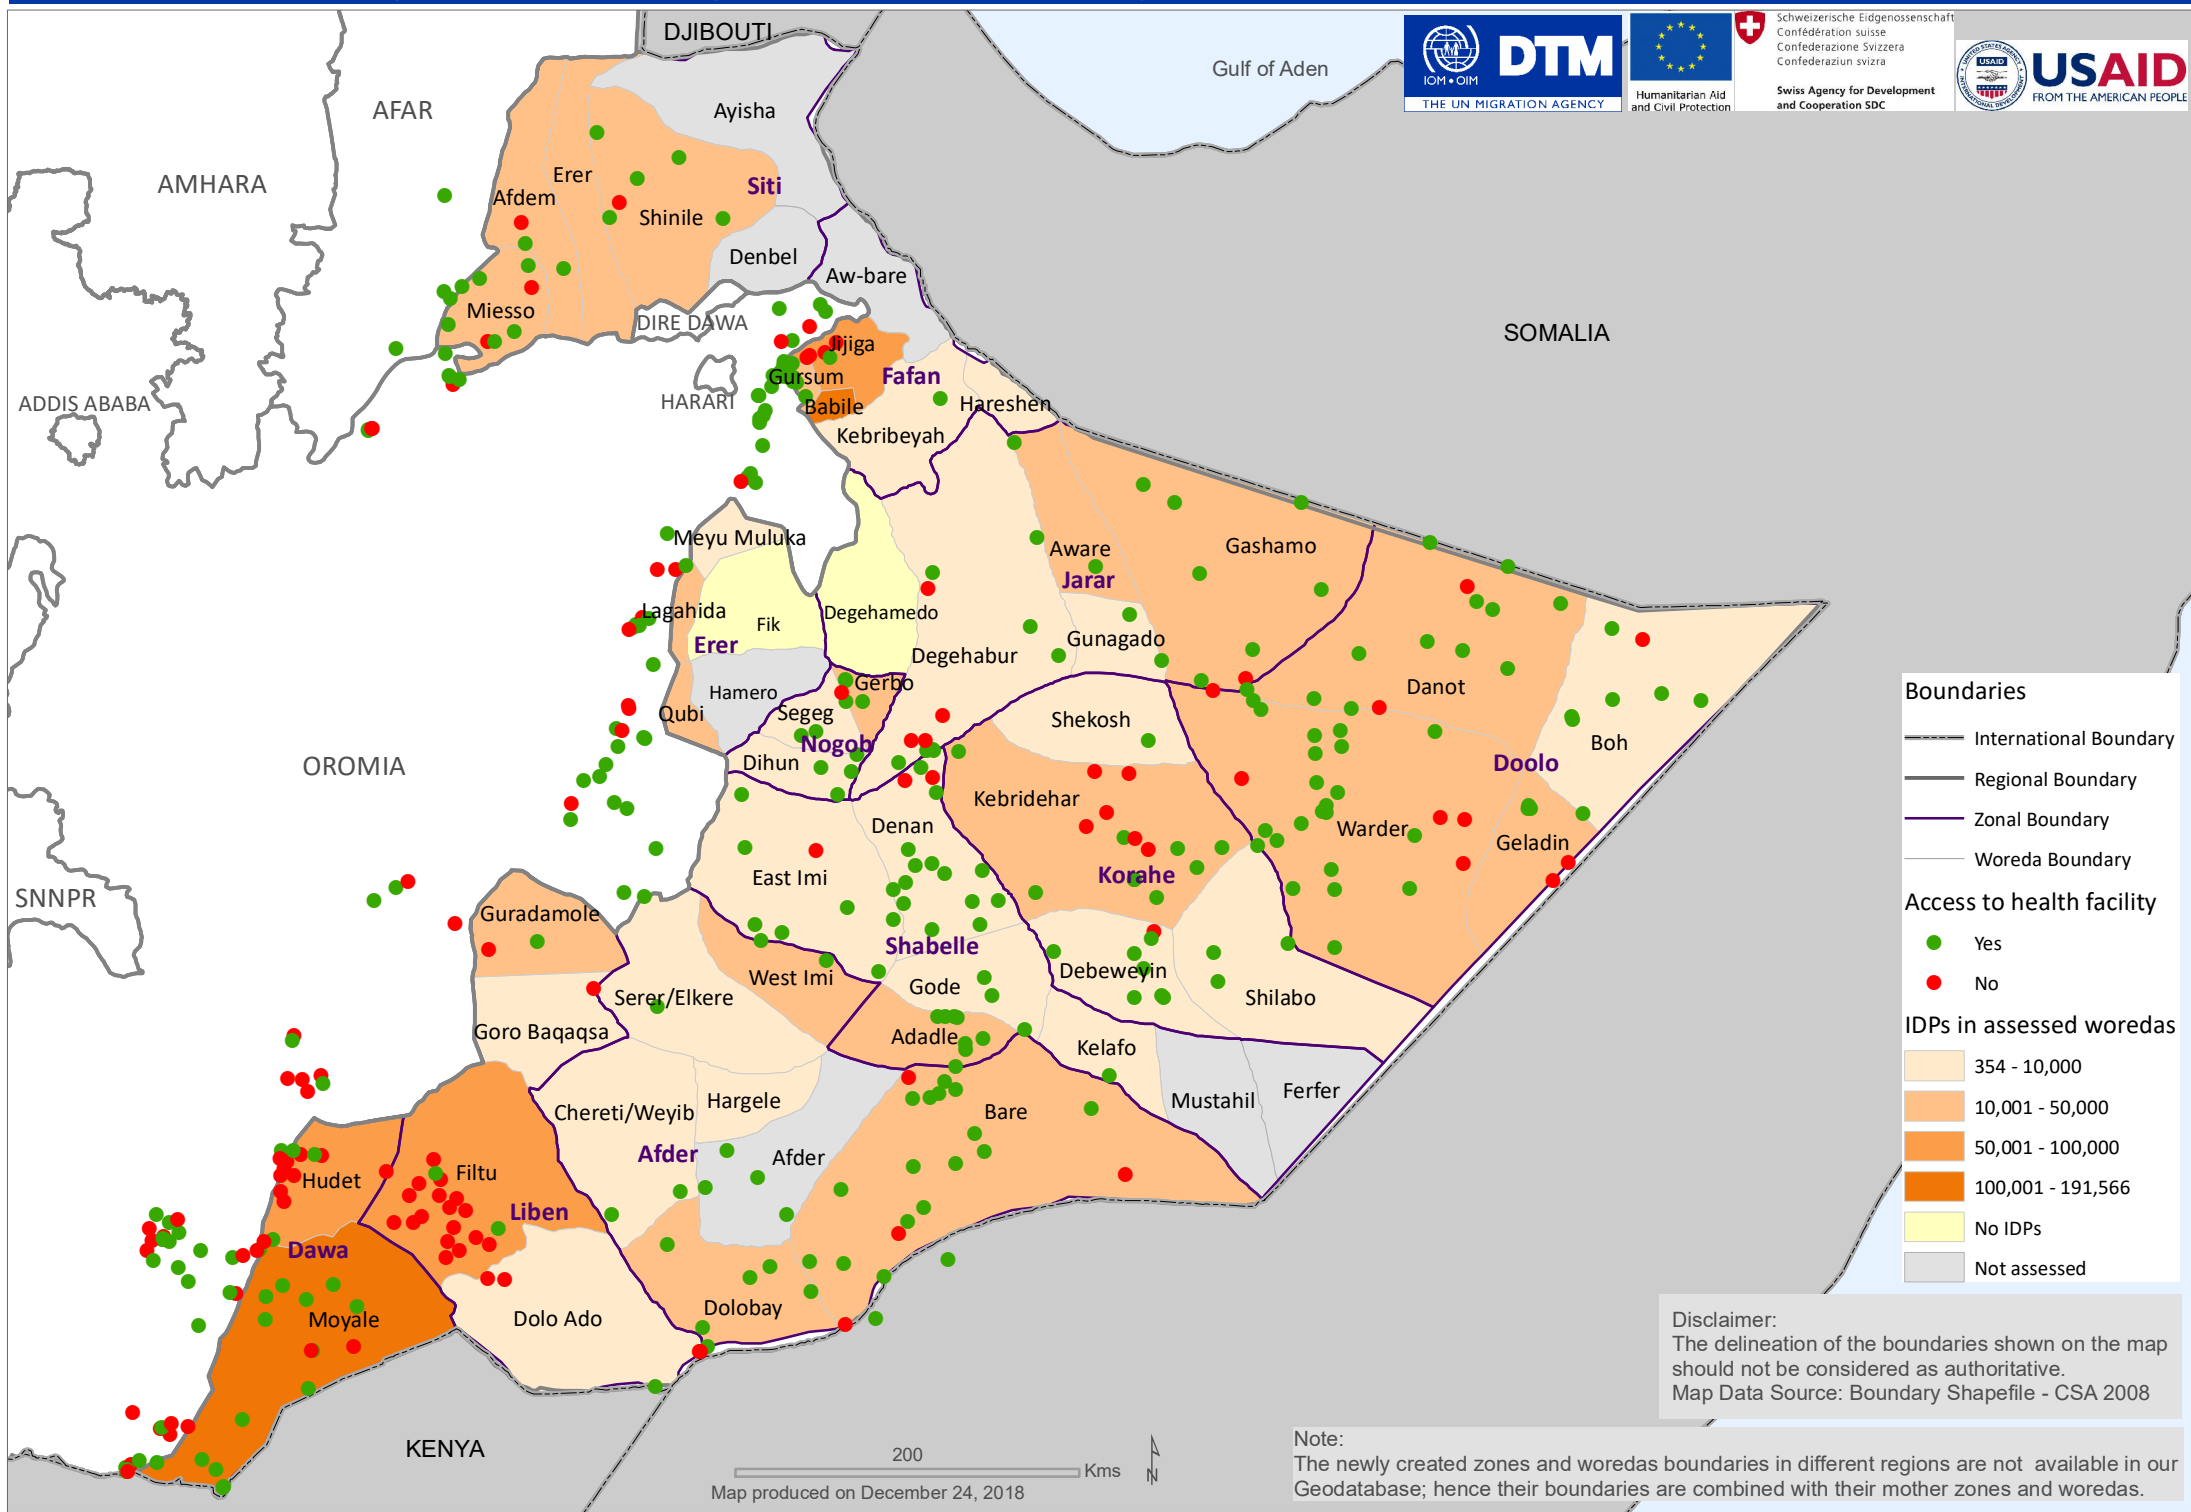 DJIBOUTI
Gulf of Aden
IOM • OIM
DTM
THE UN MIGRATION AGENCY
Humanitarian Aid
and Civil Protection
Schweizerische Eidgenossenschaft
Confédération suisse
Confederazione Svizzera
Confederaziun svizra
Swiss Agency for Development
and Cooperation SDC
USAID
USAID
FROM THE AMERICAN PEOPLE
AFAR
AMHARA
Ayisha
Erer
Afdem
Siti
Shinile
Denbel
Aw-bare
Miesso
DIRE DAWA
SOMALIA
Jijiga
Gursum
Fafan
HARARI
ADDIS ABABA
Babile
Hareshen
Kebribeyah
Meyu Muluka
Aware
Gashamo
Jarar
Lagahida
Fik
Degehamedo
Erer
Gunagado
Degehabur
Hamero
Gerbo
Danot
Qubi
Segeg
Shekosh
Nogob
Boh
OROMIA
Dihun
Doolo
Kebridehar
Denan
Warder
Geladin
East Imi
Korahe
SNNPR
Guradamole
Shabelle
West Imi
Debeweyin
Gode
Serer/Elkere
Shilabo
Goro Baqaqsa
Adadle
Kelafo
Ferfer
Mustahil
Hargele
Chereti/Weyib
Bare
Afder
Afder
Filtu
Hudet
Liben
Dawa
Dolobay
Dolo Ado
Moyale
KENYA
Boundaries
International Boundary
Regional Boundary
Zonal Boundary
Woreda Boundary
Access to health facility
Yes
No
IDPs in assessed woredas
354 - 10,000
10,001 - 50,000
50,001 - 100,000
100,001 - 191,566
No IDPs
Not assessed
Disclaimer:
The delineation of the boundaries shown on the map
should not be considered as authoritative.
Map Data Source: Boundary Shapefile - CSA 2008
Note:
The newly created zones and woredas boundaries in different regions are not available in our
Geodatabase; hence their boundaries are combined with their mother zones and woredas.
200
Kms
N
Map produced on December 24, 2018